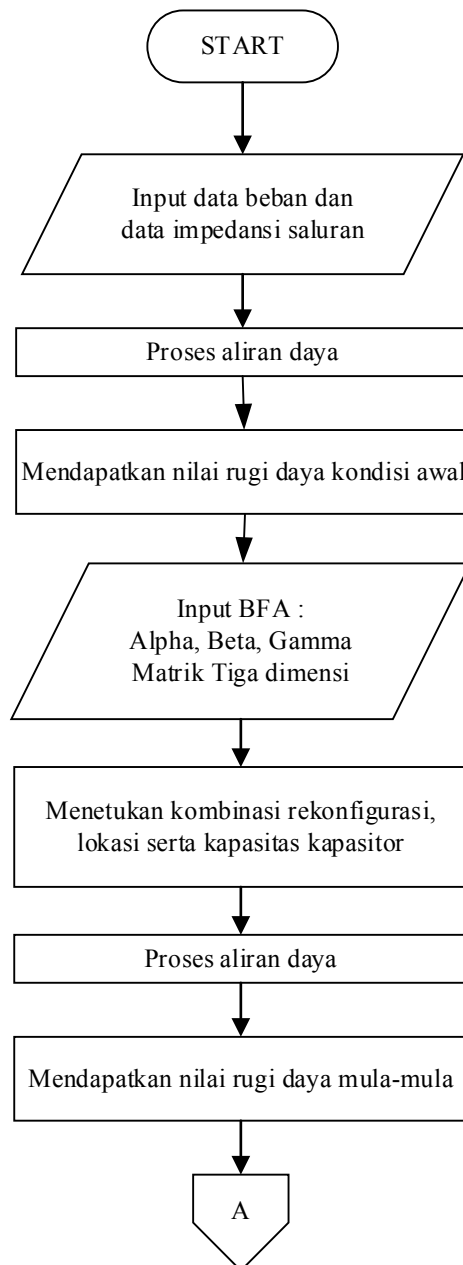 START
Input data beban dan
data impedansi saluran
Proses aliran daya
Mendapatkan nilai rugi daya kondisi awal
Input BFA :
Alpha, Beta, Gamma
Matrik Tiga dimensi
Menetukan kombinasi rekonfigurasi,
lokasi serta kapasitas kapasitor
Proses aliran daya
Mendapatkan nilai rugi daya mula-mula
A